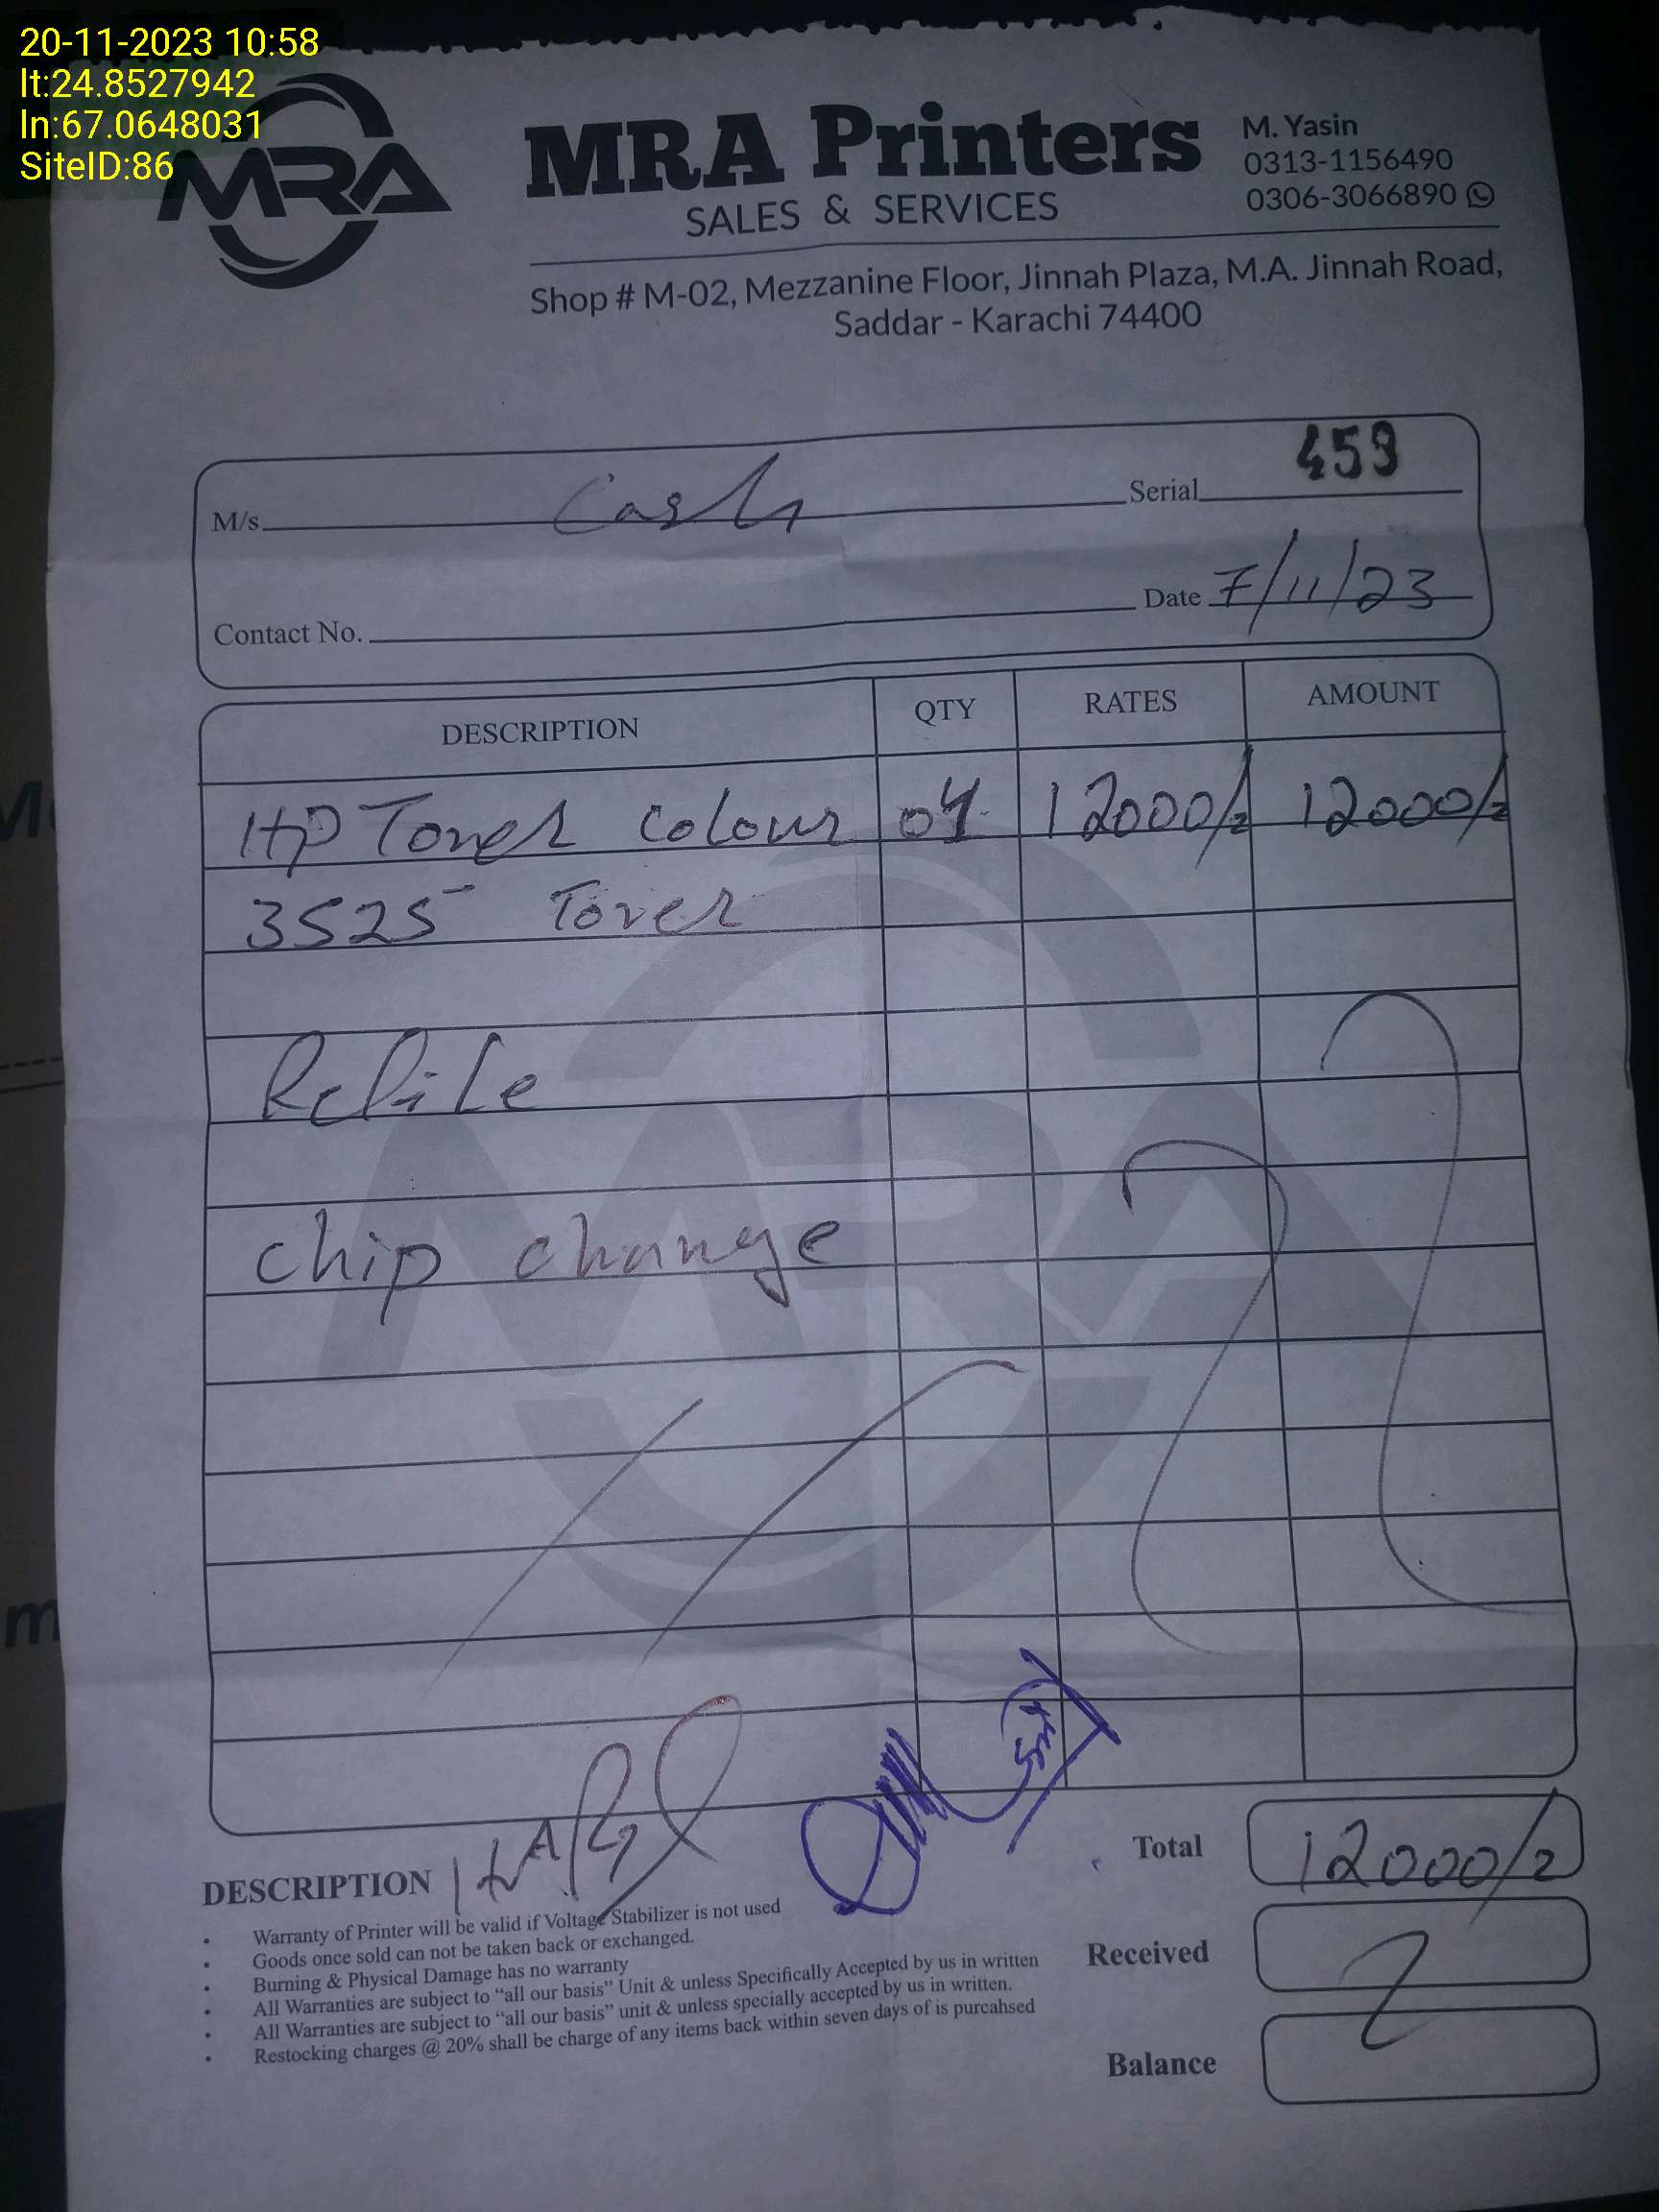 20-11-2023 10:58
lt:24.8527942
ln:67.0648031
SiteID:86
MRA
MRA Printers
SALES & SERVICES
M. Yasin
0313-1156490
0306-3066890
Shop # M-02, Mezzanine Floor, Jinnah Plaza, M.A. Jinnah Road,
Saddar - Karachi 74400
M/s. Cash Serial 459
Contact No. Date 7/11/23
DESCRIPTION QTY RATES AMOUNT
HP Toner Colour 04 12000/= 12000/=
3525 Toner
Refile
Chip change
MRA
Total 12000/=
DESCRIPTION
• Warranty of Printer will be valid if Voltage Stabilizer is not used
• Goods once sold can not be taken back or exchanged.
• Burning & Physical Damage has no warranty
• All Warranties are subject to “all our basis” Unit & unless Specifically Accepted by us in written
• All Warranties are subject to “all our basis” unit & unless specially accepted by us in written.
• Restocking charges @ 20% shall be charge of any items back within seven days of is purcahsed
Received
Balance